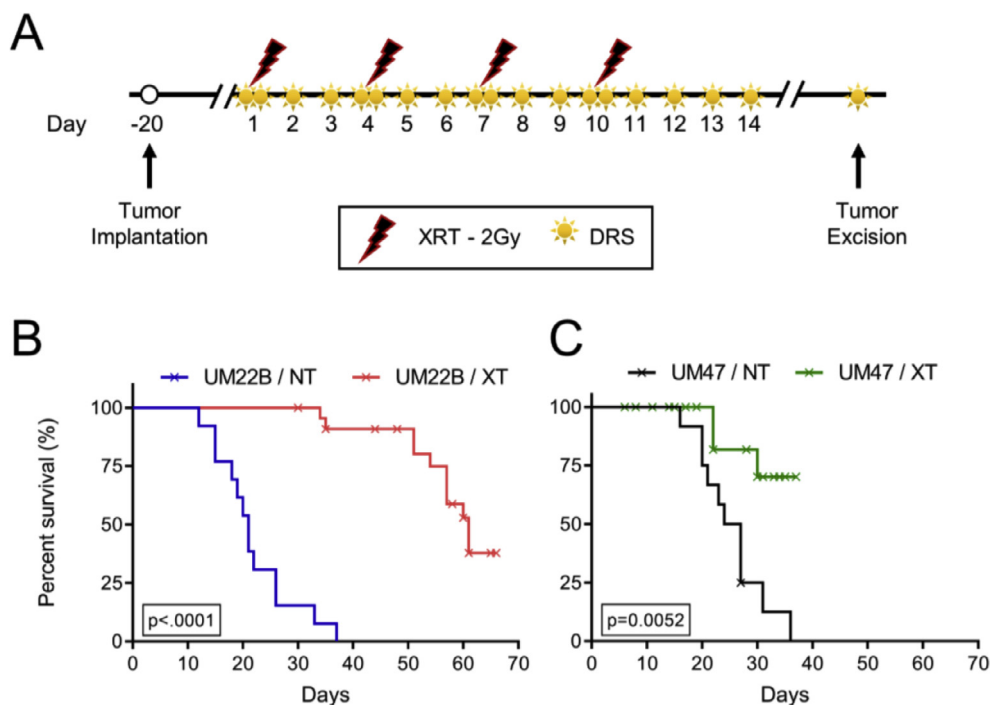 A
Day -20 1 2 3 4 5 6 7 8 9 10 11 12 13 14
Tumor
Implantation
XRT - 2Gy DRS
Tumor
Excision
B
UM22B / NT UM22B / XT
Percent survival (%)
100
75
50
25
0
p<.0001
0 10 20 30 40 50 60 70
Days
C
UM47 / NT UM47 / XT
100
75
50
25
0
p=0.0052
0 10 20 30 40 50 60 70
Days